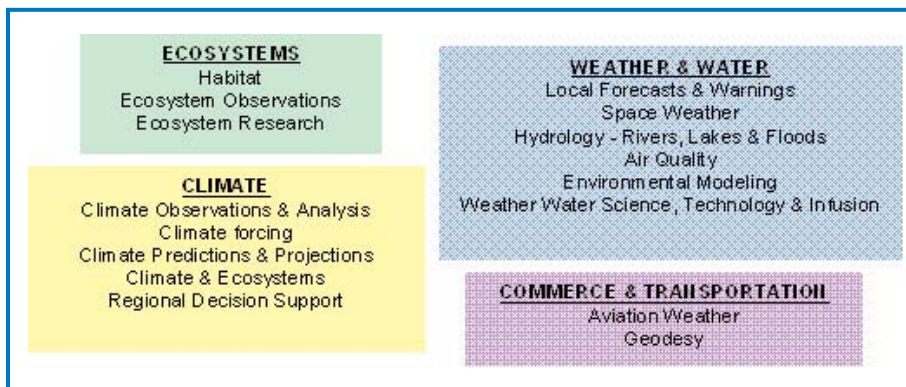 ECOSYSTEMS
Habitat
Ecosystem Observations
Ecosystem Research
CLIMATE
Climate Observations & Analysis
Climate forcing
Climate Predictions & Projections
Climate & Ecosystems
Regional Decision Support
WEATHER & WATER
Local Forecasts & Warnings
Space Weather
Hydrology - Rivers, Lakes & Floods
Air Quality
Environmental Modeling
Weather Water Science, Technology & Infusion
COMMERCE & TRANSPORTATION
Aviation Weather
Geodesy